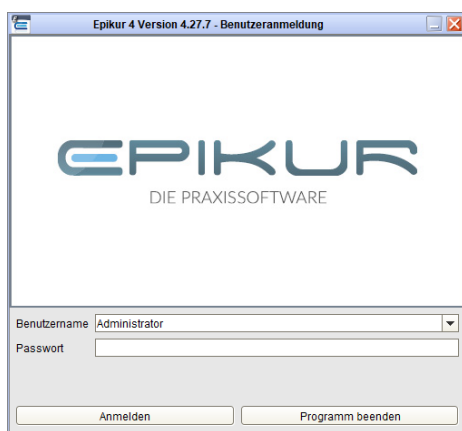 Epikur 4 Version 4.27.7 - Benutzeranmeldung
EPIKUR
DIE PRAXISSOFTWARE
Benutzername Administrator
Passwort
Anmelden Programm beenden